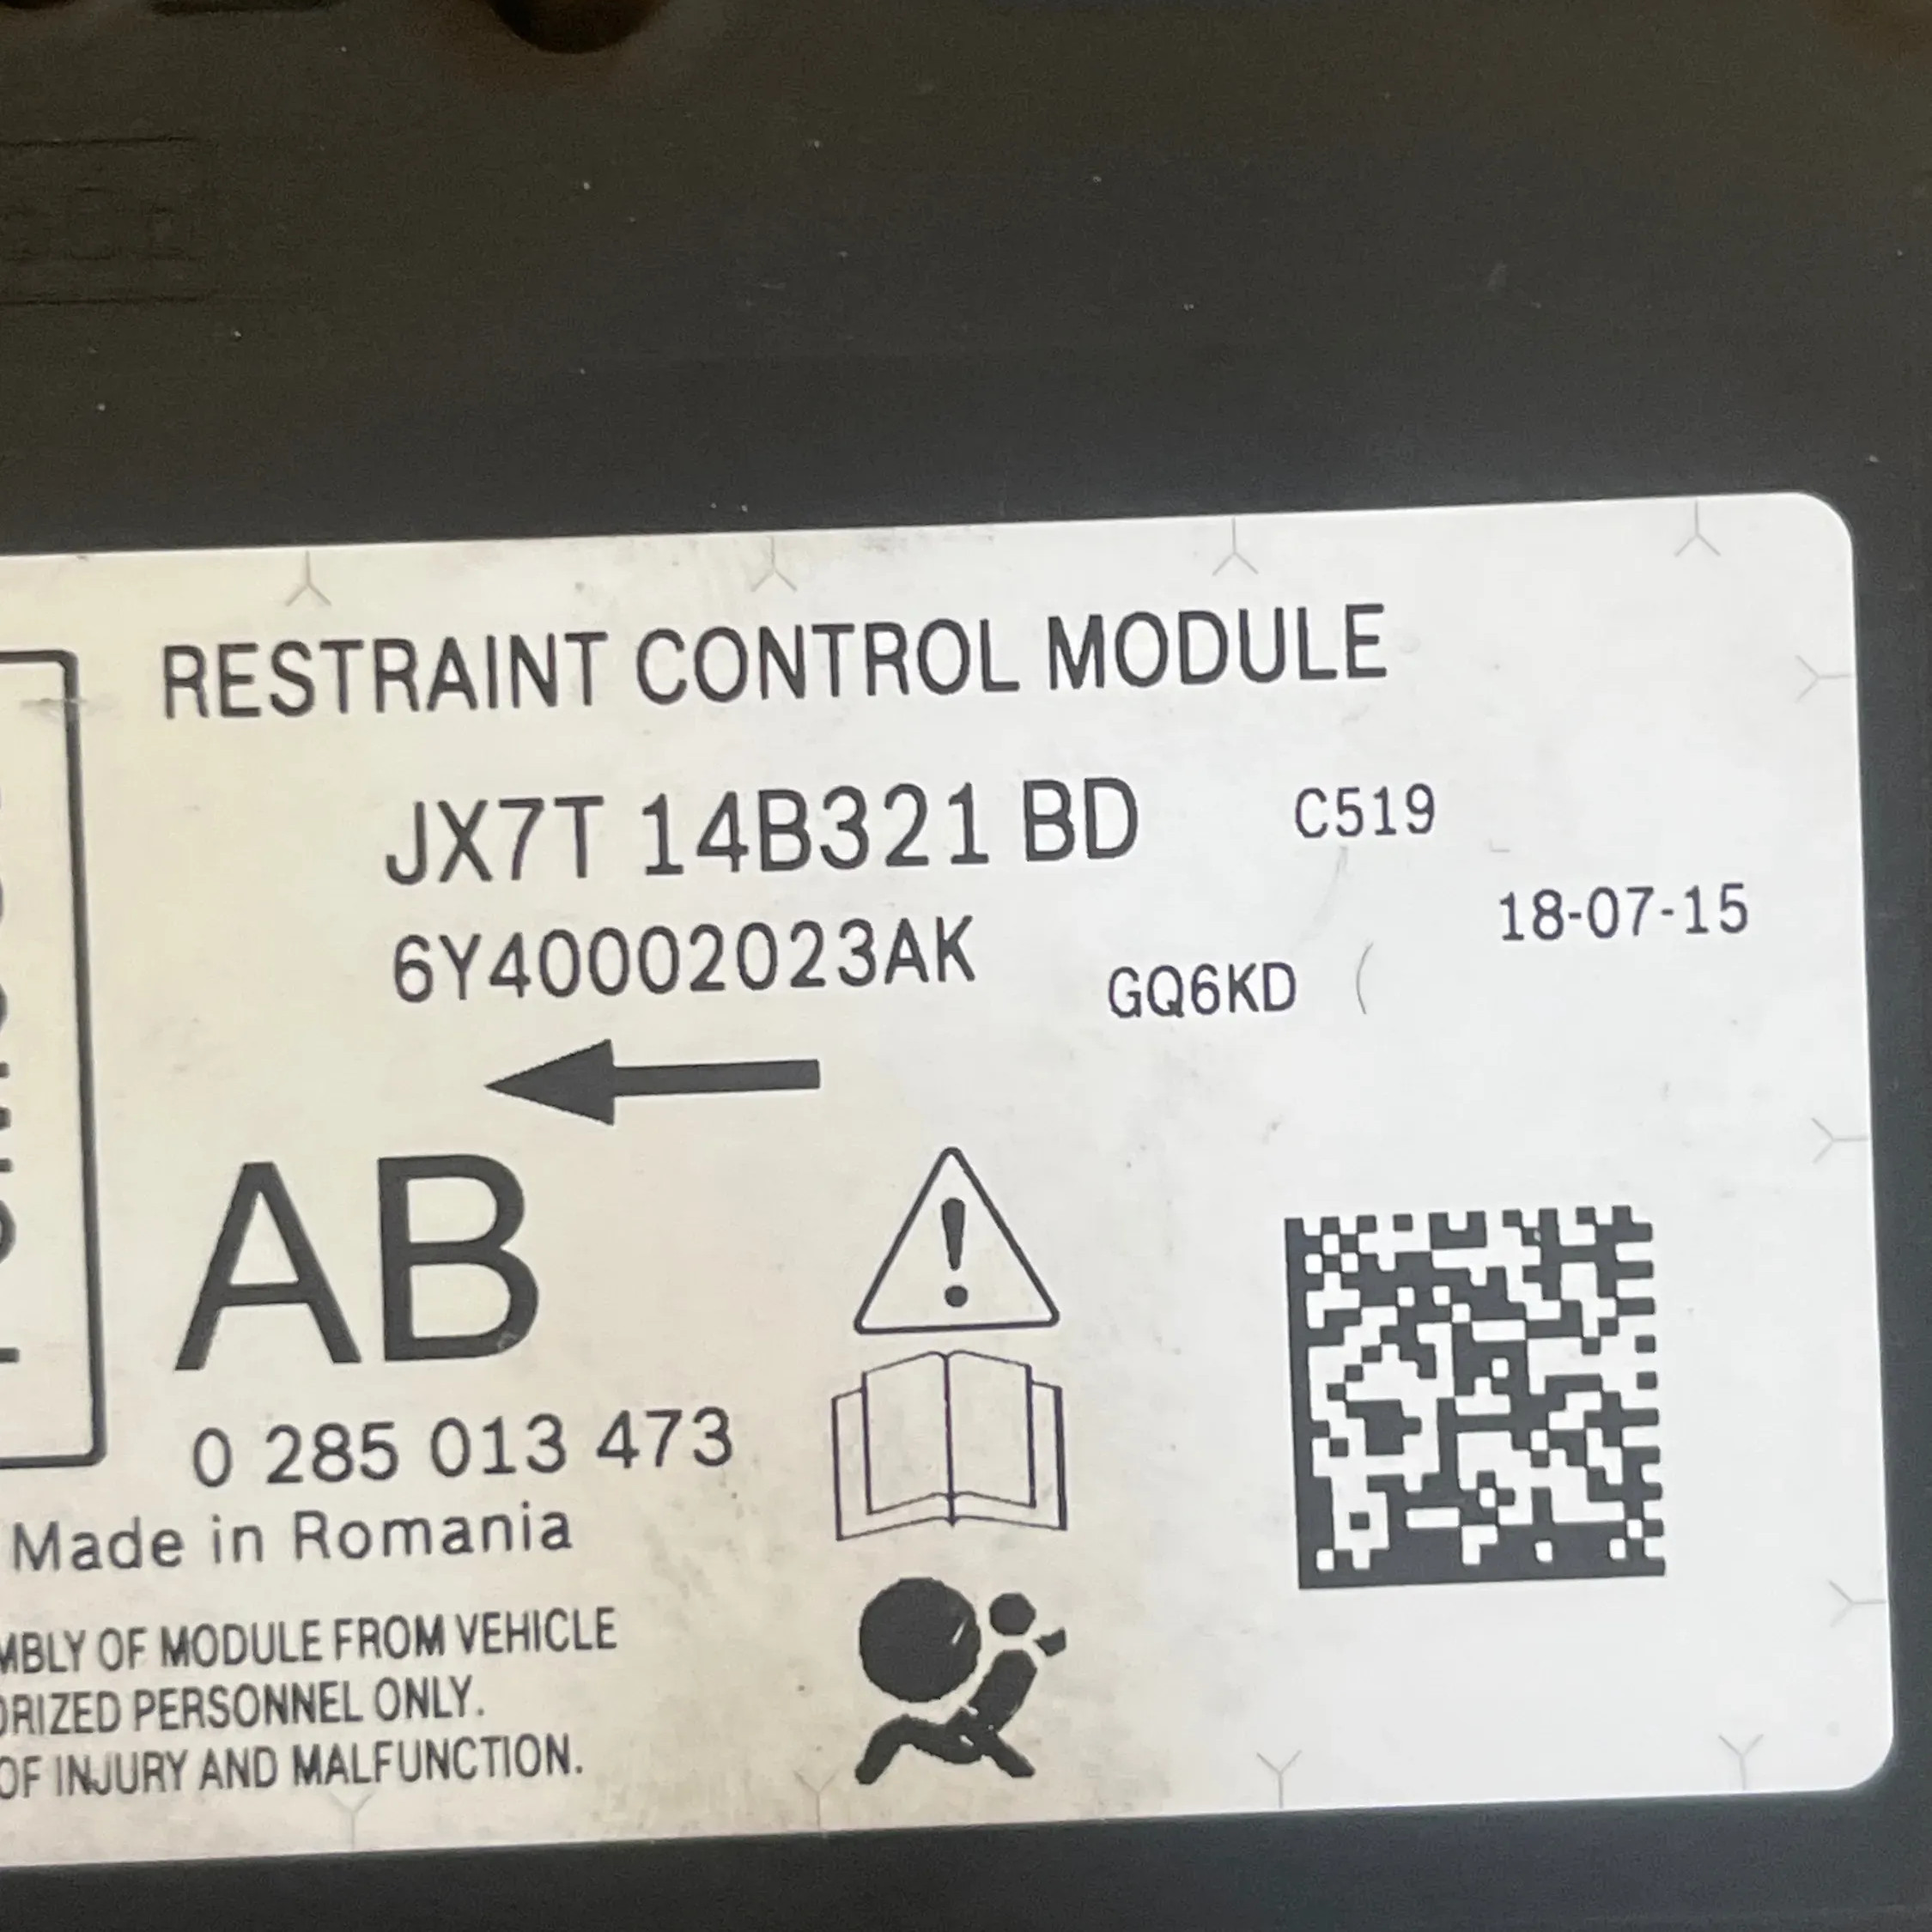 RESTRAINT CONTROL MODULE
JX7T 14B321 BD C519
18-07-15
6Y40002023AK GQ6KD
AB
0 285 013 473
Made in Romania
MBLY OF MODULE FROM VEHICLE
ORIZED PERSONNEL ONLY.
OF INJURY AND MALFUNCTION.